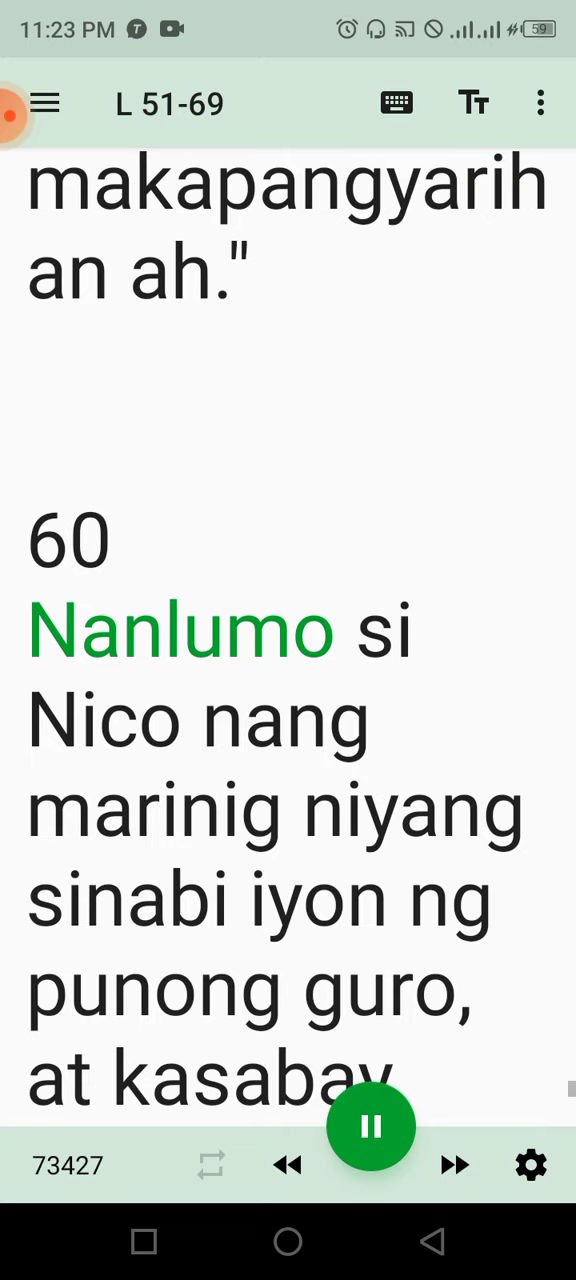 11:23 PM
59
L 51-69
makapangyarih
an ah."
60
Nanlumo si
Nico nang
marinig niyang
sinabi iyon ng
punong guro,
at kasabay
73427